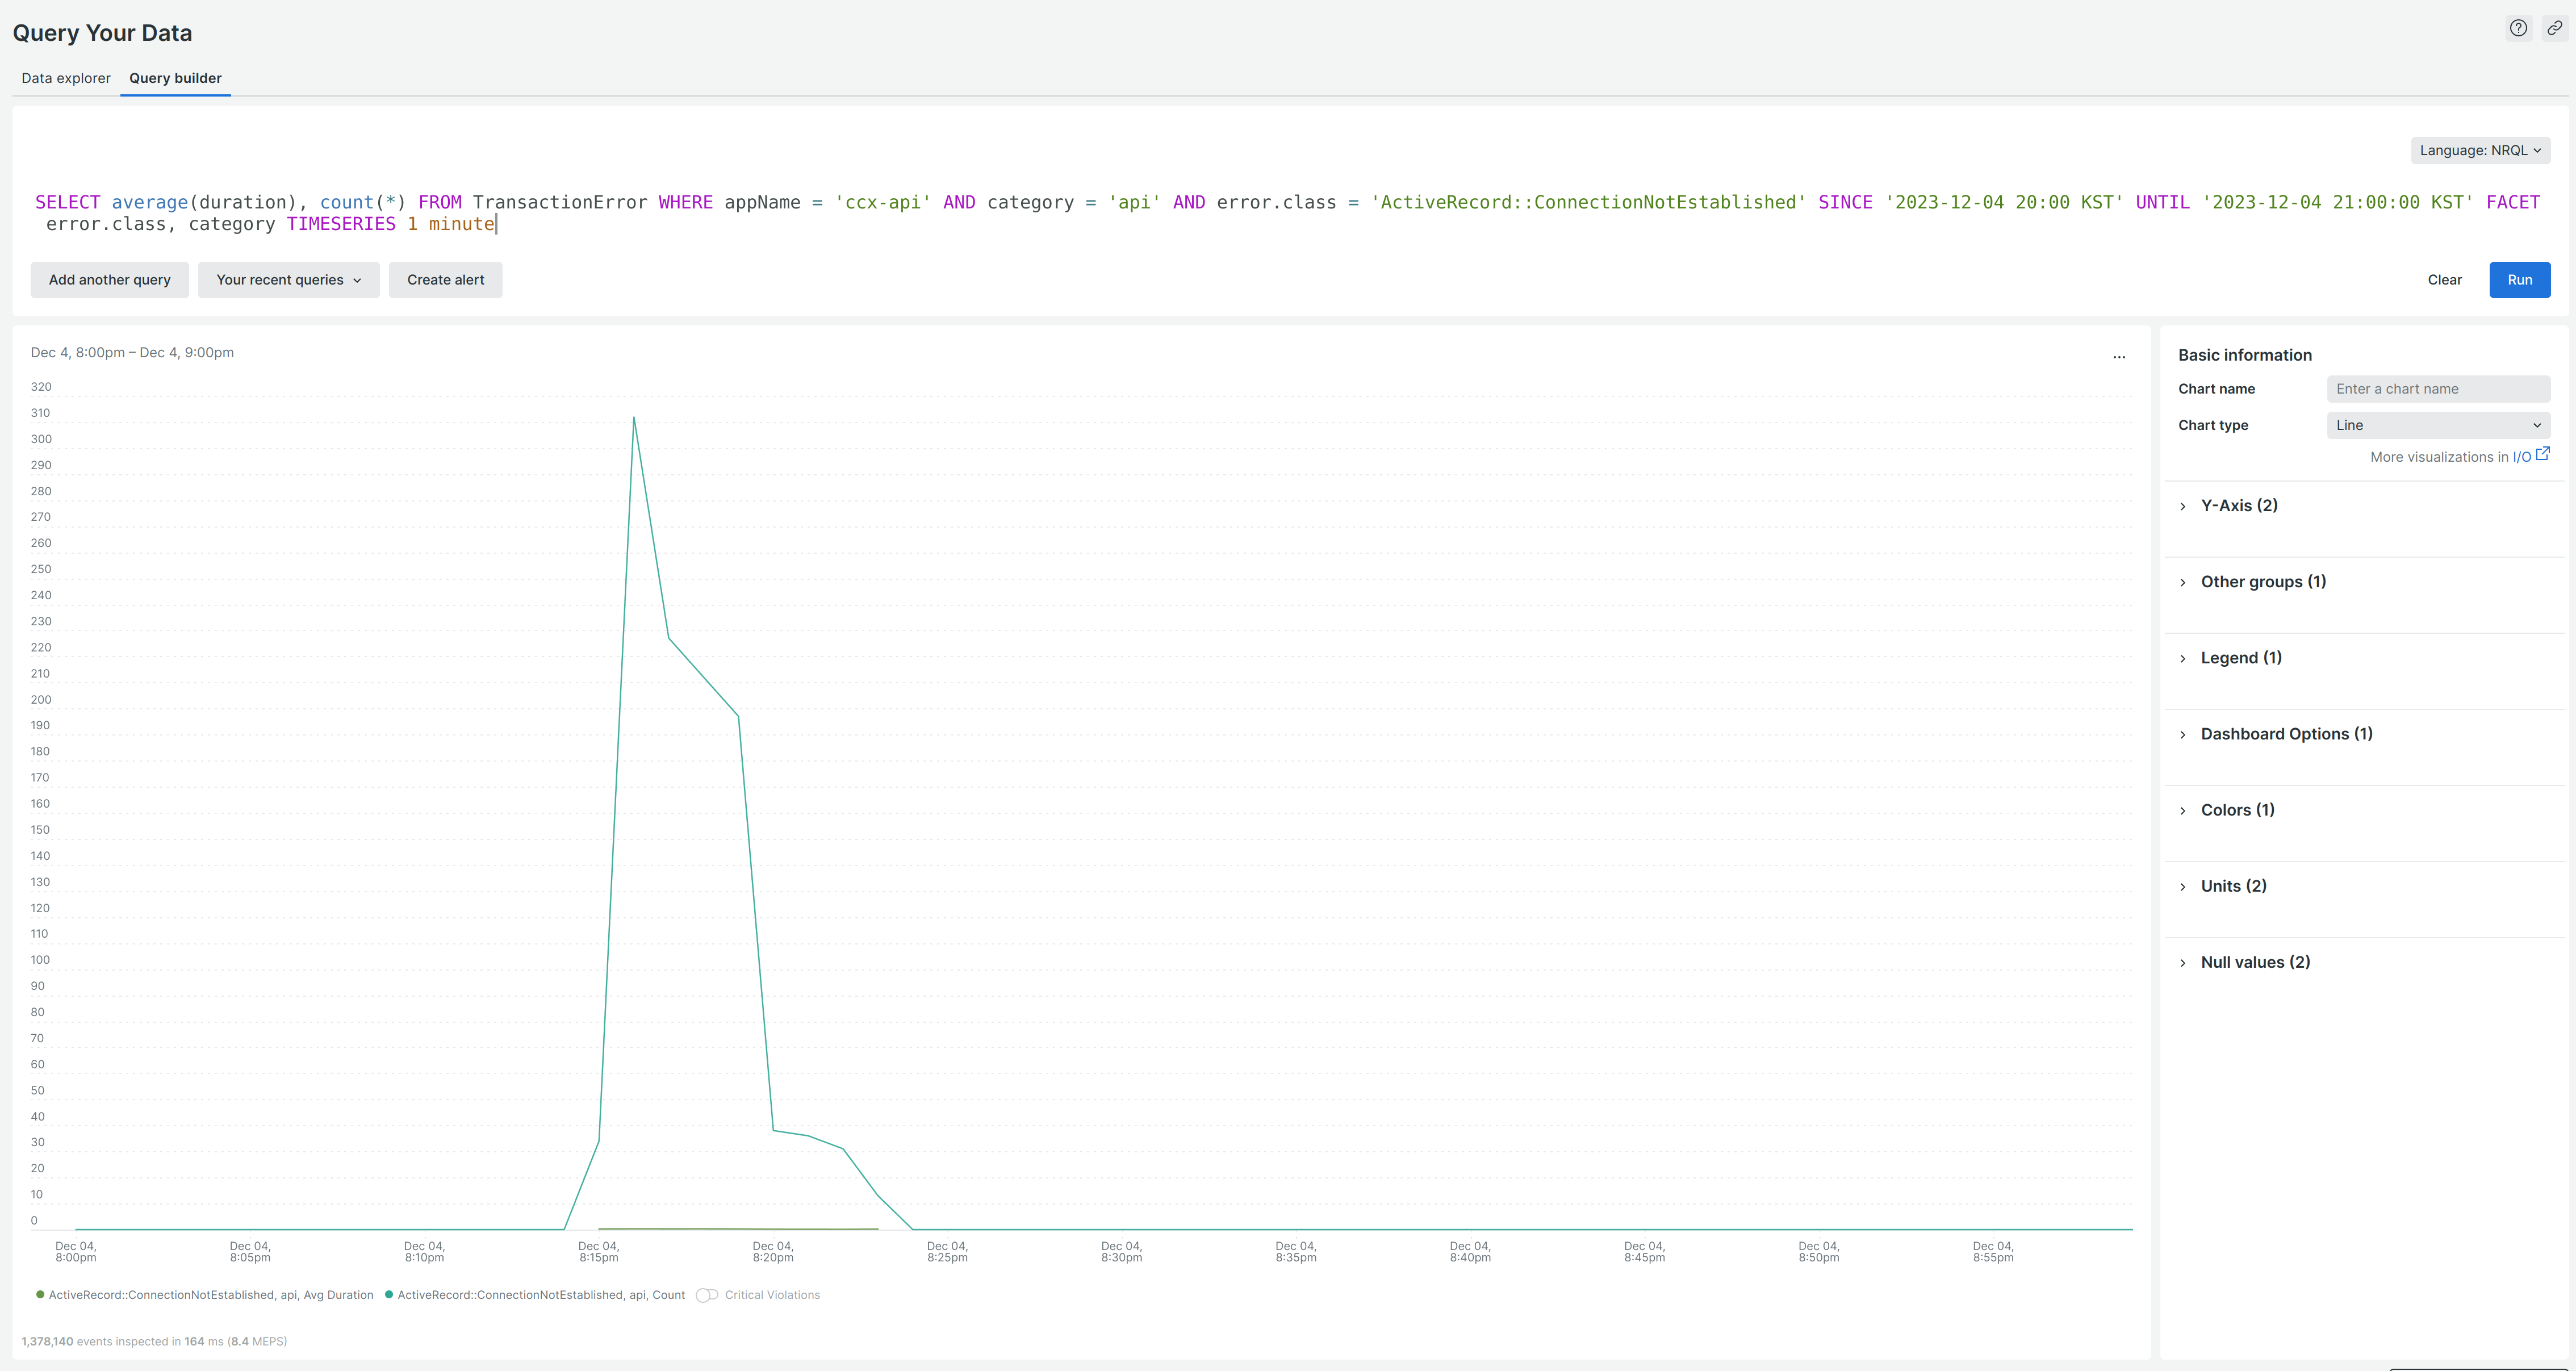 Query Your Data
Data explorer
Query builder
Language: NRQL
SELECT average(duration), count(*) FROM TransactionError WHERE appName = 'ccx-api' AND category = 'api' AND error.class = 'ActiveRecord::ConnectionNotEstablished' SINCE '2023-12-04 20:00 KST' UNTIL '2023-12-04 21:00:00 KST' FACET
error.class, category TIMESERIES 1 minute
Add another query
Your recent queries
Create alert
Clear
Run
Dec 4, 8:00pm – Dec 4, 9:00pm
...
320
310
300
290
280
270
260
250
240
230
220
210
200
190
180
170
160
150
140
130
120
110
100
90
80
70
60
50
40
30
20
10
0
Dec 04,
8:00pm
Dec 04,
8:05pm
Dec 04,
8:10pm
Dec 04,
8:15pm
Dec 04,
8:20pm
Dec 04,
8:25pm
Dec 04,
8:30pm
Dec 04,
8:35pm
Dec 04,
8:40pm
Dec 04,
8:45pm
Dec 04,
8:50pm
Dec 04,
8:55pm
ActiveRecord::ConnectionNotEstablished, api, Avg Duration
ActiveRecord::ConnectionNotEstablished, api, Count
Critical Violations
1,378,140 events inspected in 164 ms (8.4 MEPS)
Basic information
Chart name
Enter a chart name
Chart type
Line
More visualizations in I/O
Y-Axis (2)
Other groups (1)
Legend (1)
Dashboard Options (1)
Colors (1)
Units (2)
Null values (2)